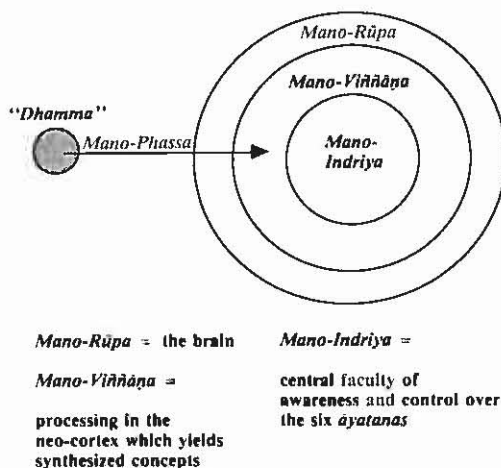 Mano-Rūpa
Mano-Viññāṇa
"Dhamma"
Mano-Phassa
Mano-
Indriya
Mano-Rūpa = the brain
Mano-Viññāṇa =
processing in the
neo-cortex which yields
synthesized concepts
Mano-Indriya =
central faculty of
awareness and control over
the six āyatanas